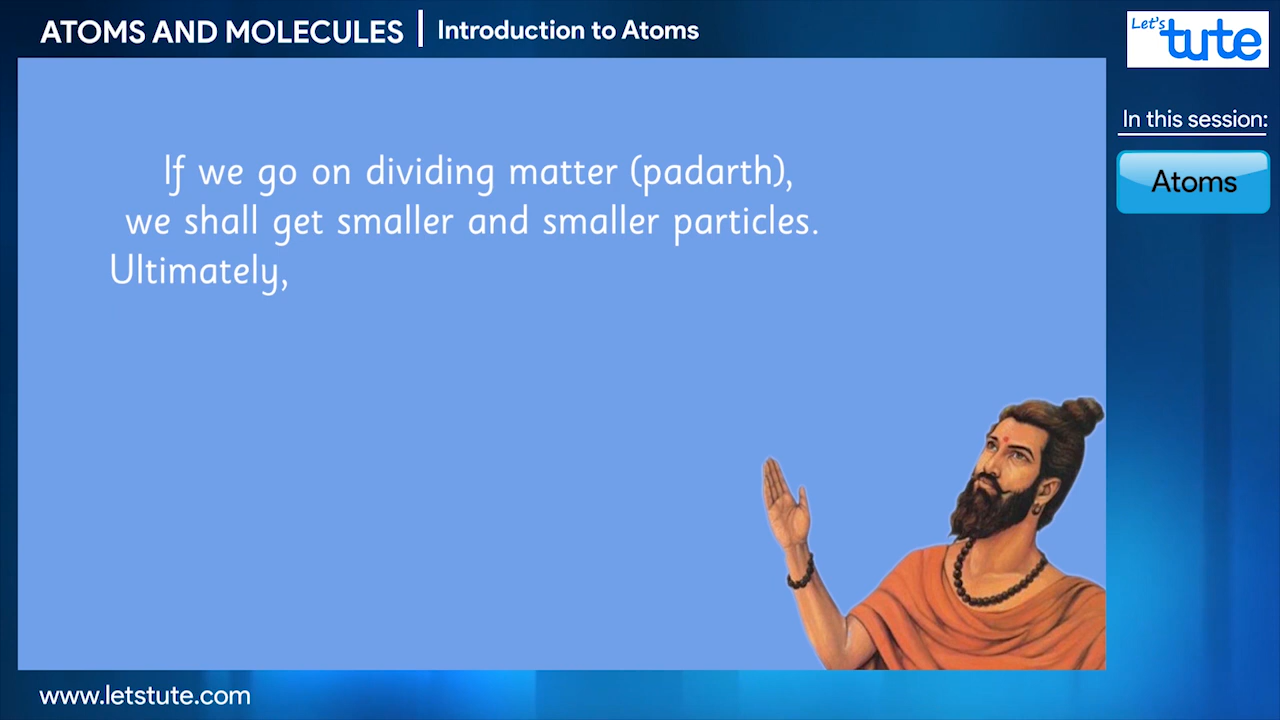 ATOMS AND MOLECULES | Introduction to Atoms
Let's
tute
In this session:
Atoms
If we go on dividing matter (padarth),
we shall get smaller and smaller particles.
Ultimately,
www.letstute.com